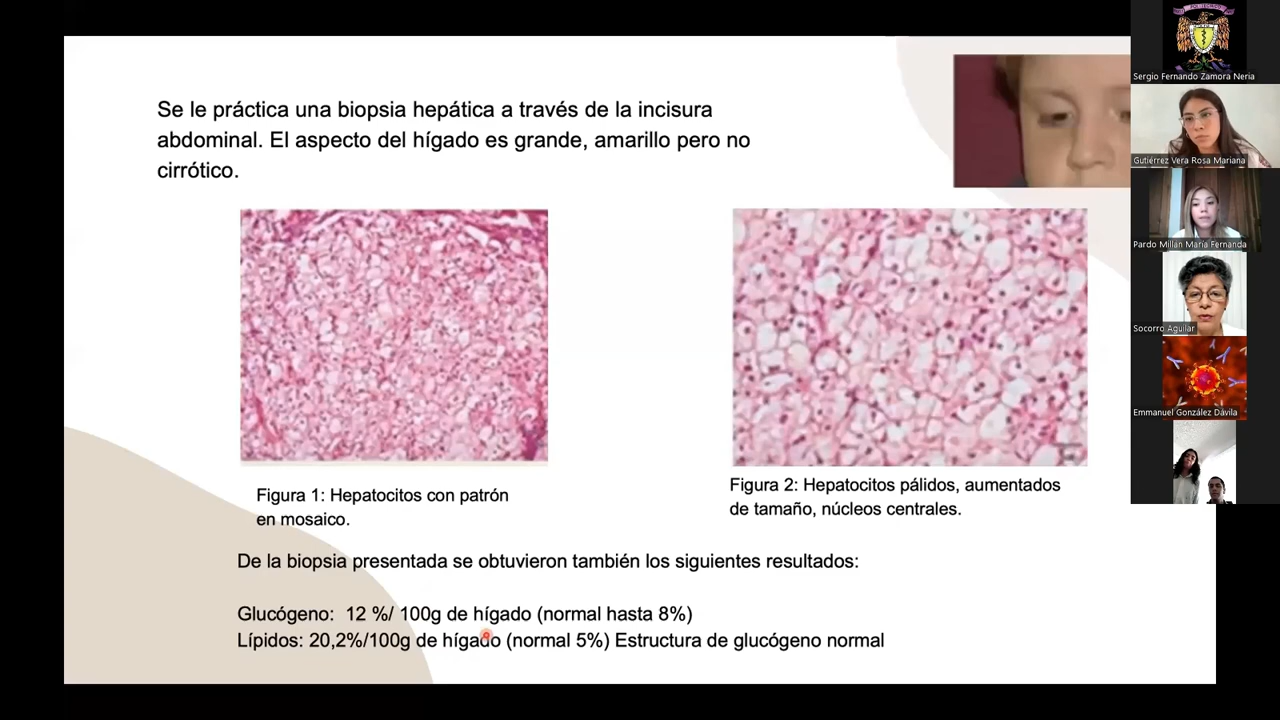 Se le práctica una biopsia hepática a través de la incisura
abdominal. El aspecto del hígado es grande, amarillo pero no
cirrótico.
Figura 1: Hepatocitos con patrón
en mosaico.
Figura 2: Hepatocitos pálidos, aumentados
de tamaño, núcleos centrales.
De la biopsia presentada se obtuvieron también los siguientes resultados:
Glucógeno: 12 %/ 100g de hígado (normal hasta 8%)
Lípidos: 20,2%/100g de hígado (normal 5%) Estructura de glucógeno normal
Sergio Fernando Zamora Neria
Gutiérrez Vera Rosa Mariana
Pardo Millán María Fernanda
Socorro Aguilar
Emmanuel González Dávila